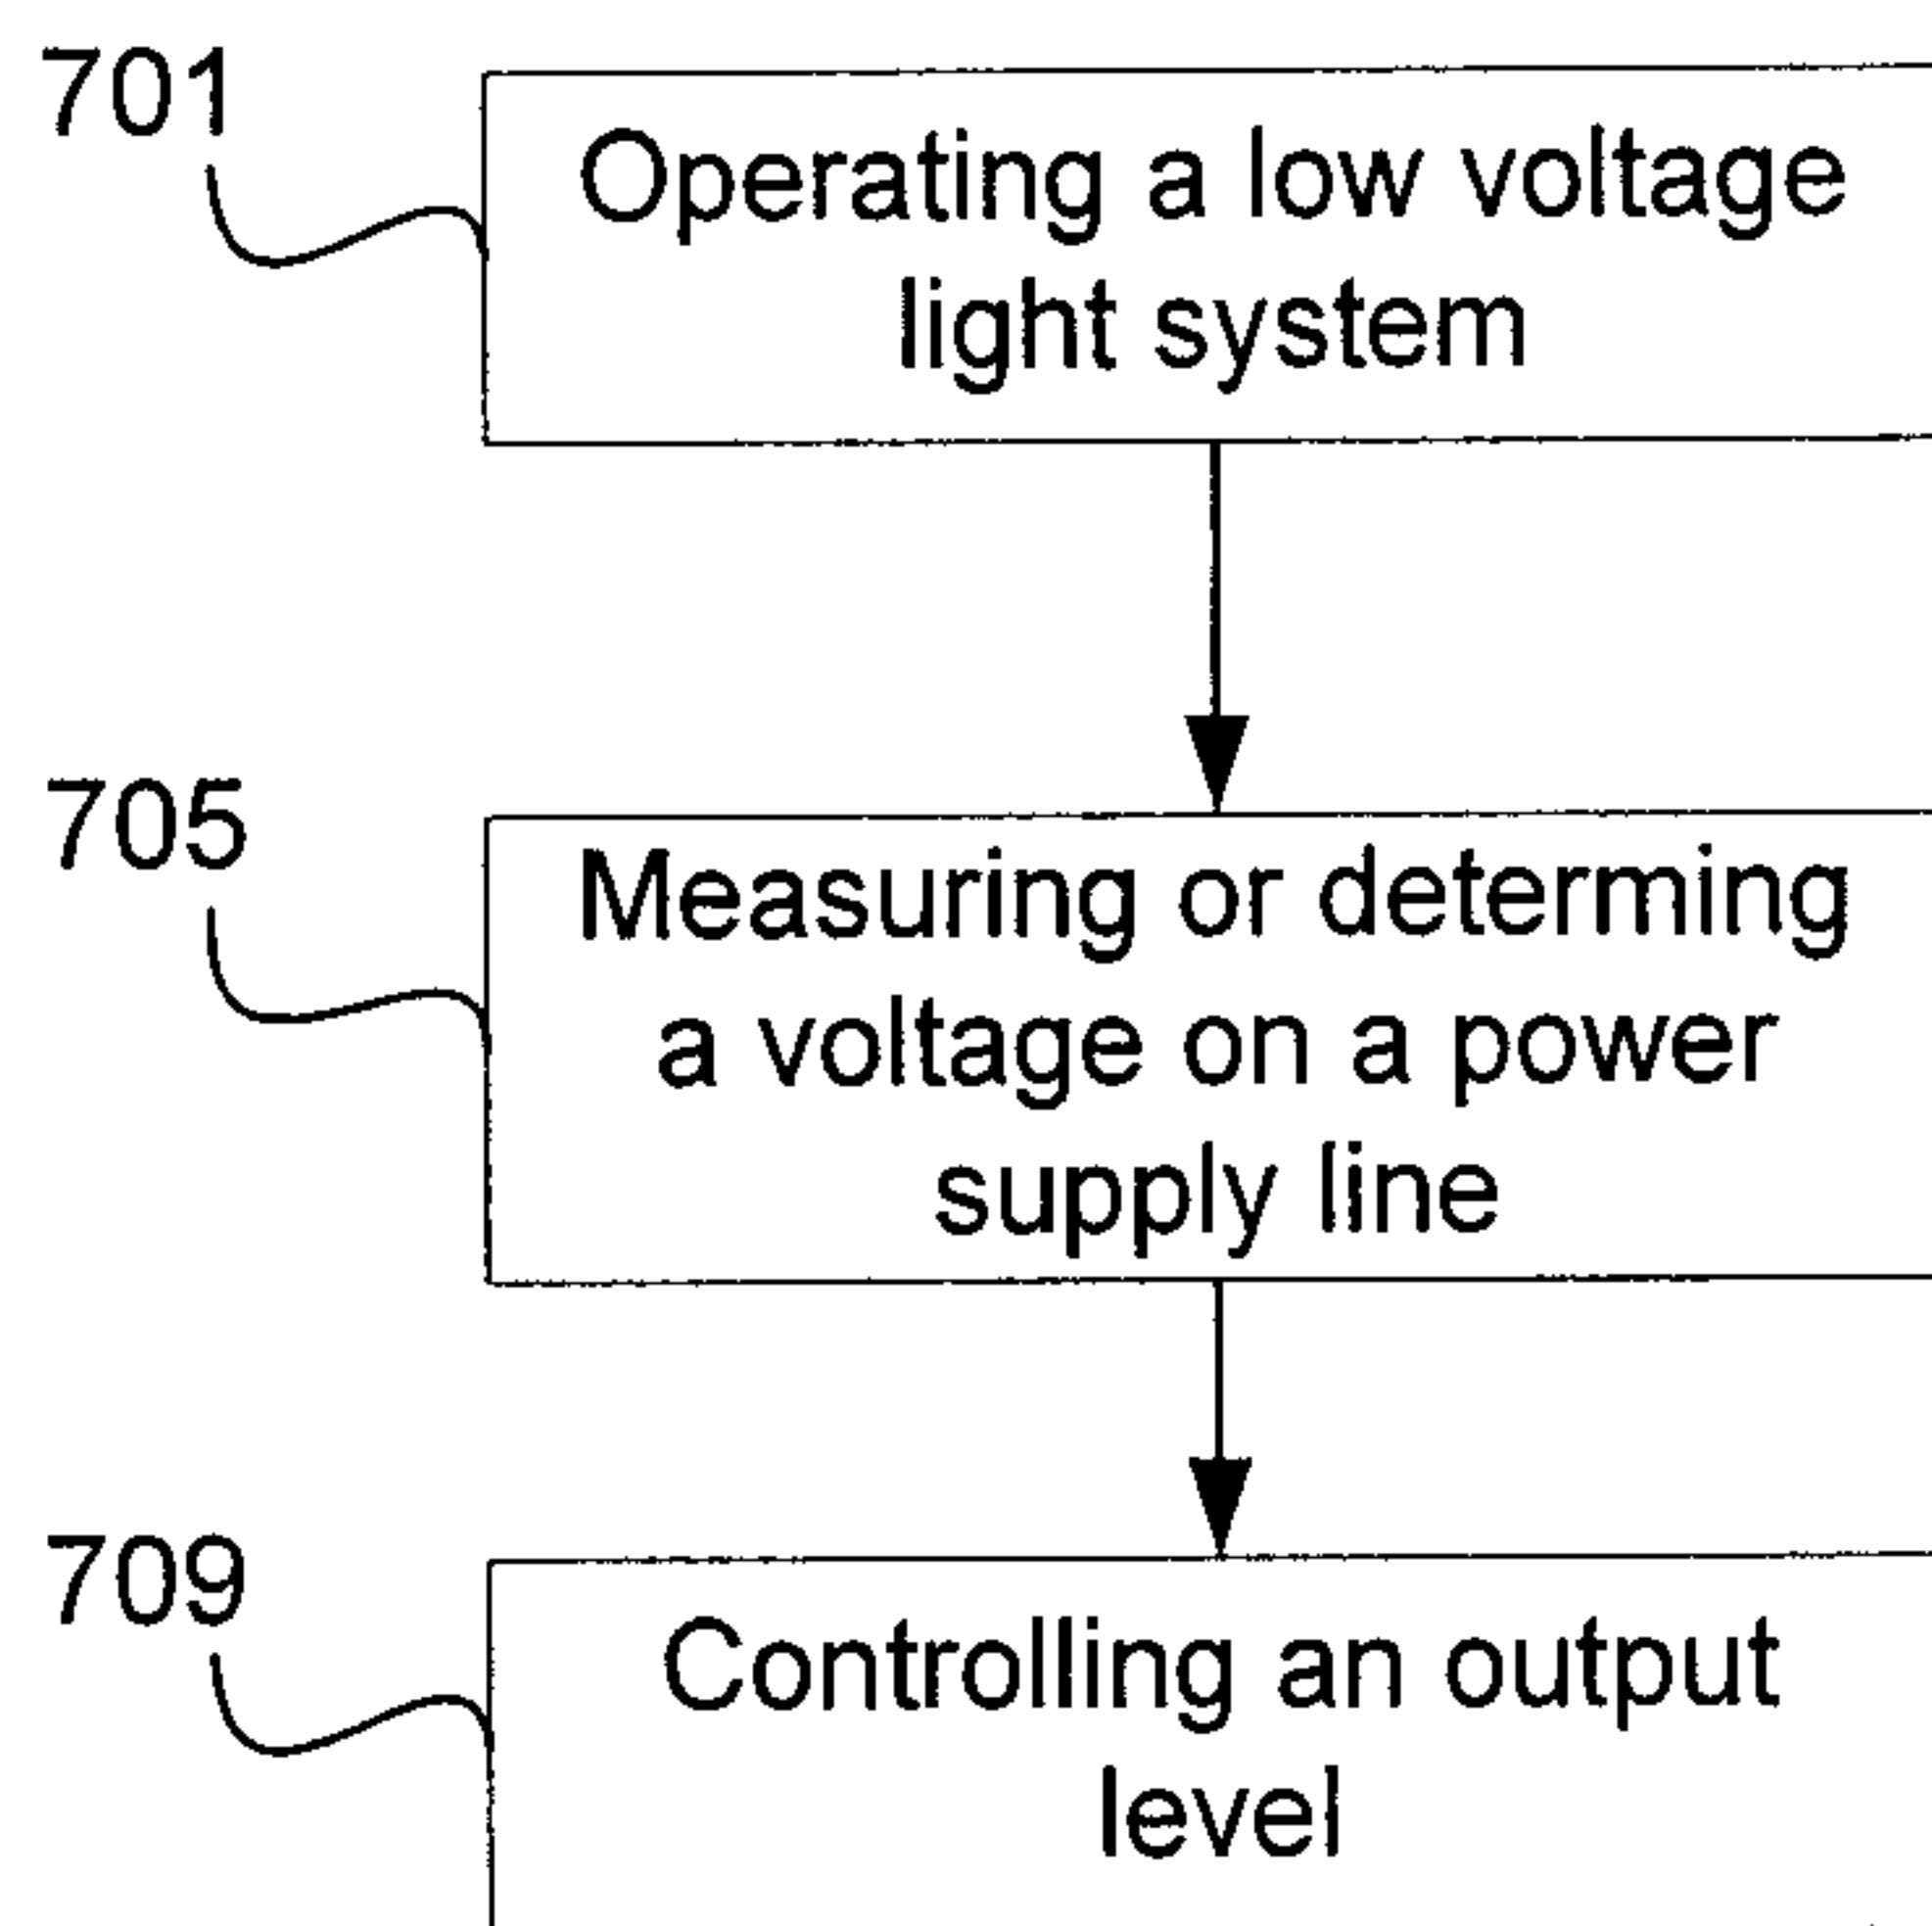 701
Operating a low voltage
light system
705
Measuring or determing
a voltage on a power
supply line
709
Controlling an output
level